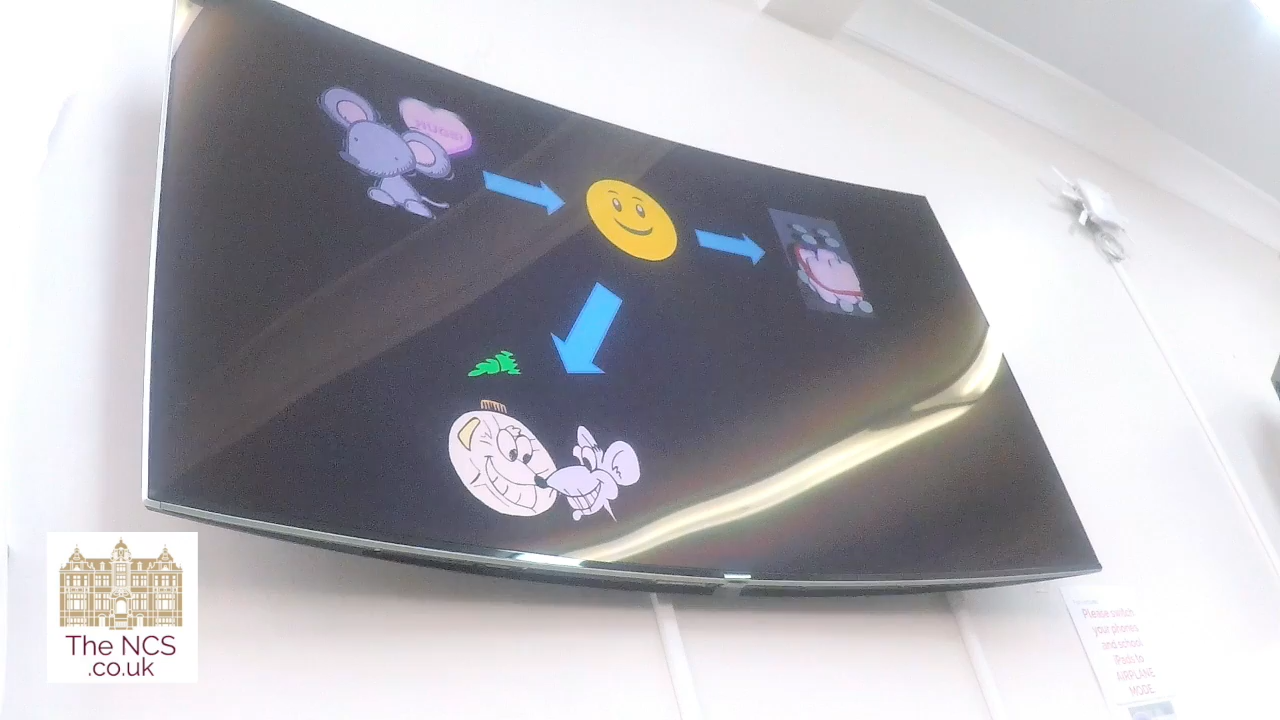 The NCS
.co.uk
Please switch
your phones
and school
iPads to
AIRPLANE
MODE